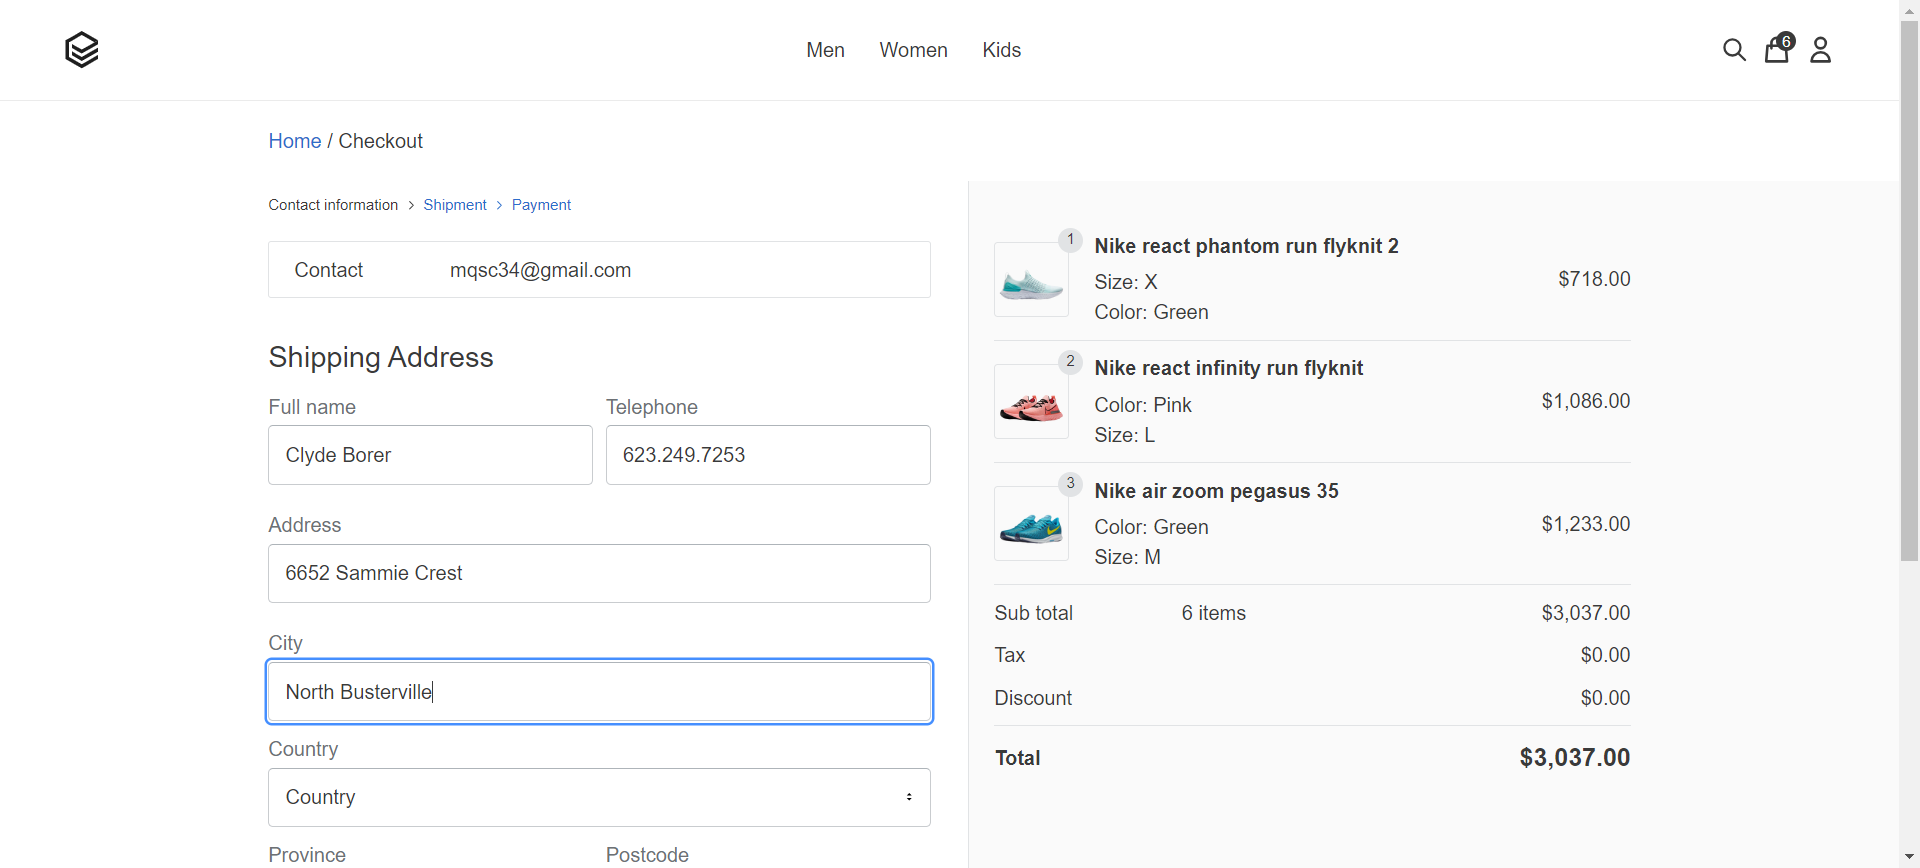 Men Women Kids
6
Home / Checkout
Contact information > Shipment > Payment
Contact mqsc34@gmail.com
Shipping Address
Full name Telephone
Clyde Borer 623.249.7253
Address
6652 Sammie Crest
City
North Busterville
Country
Country
Province Postcode
1
Nike react phantom run flyknit 2
Size: X
$718.00
Color: Green
2
Nike react infinity run flyknit
Color: Pink
$1,086.00
Size: L
3
Nike air zoom pegasus 35
Color: Green
$1,233.00
Size: M
Sub total 6 items $3,037.00
Tax $0.00
Discount $0.00
Total $3,037.00